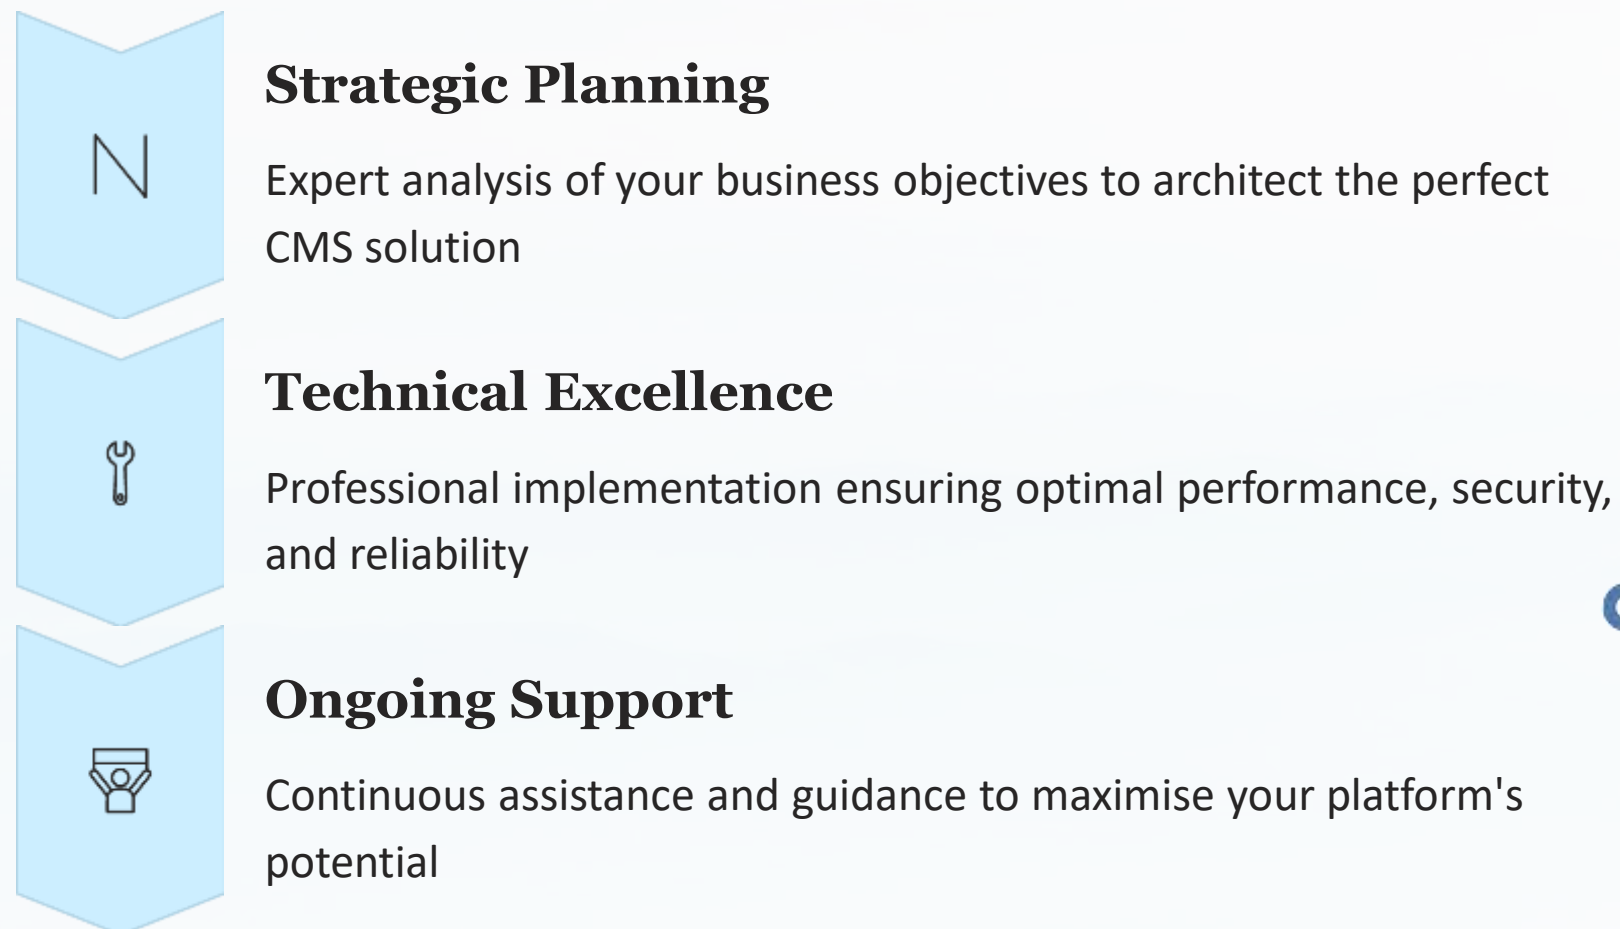 N
Strategic Planning
Expert analysis of your business objectives to architect the perfect
CMS solution
Technical Excellence
Professional implementation ensuring optimal performance, security,
and reliability
Ongoing Support
Continuous assistance and guidance to maximise your platform's
potential